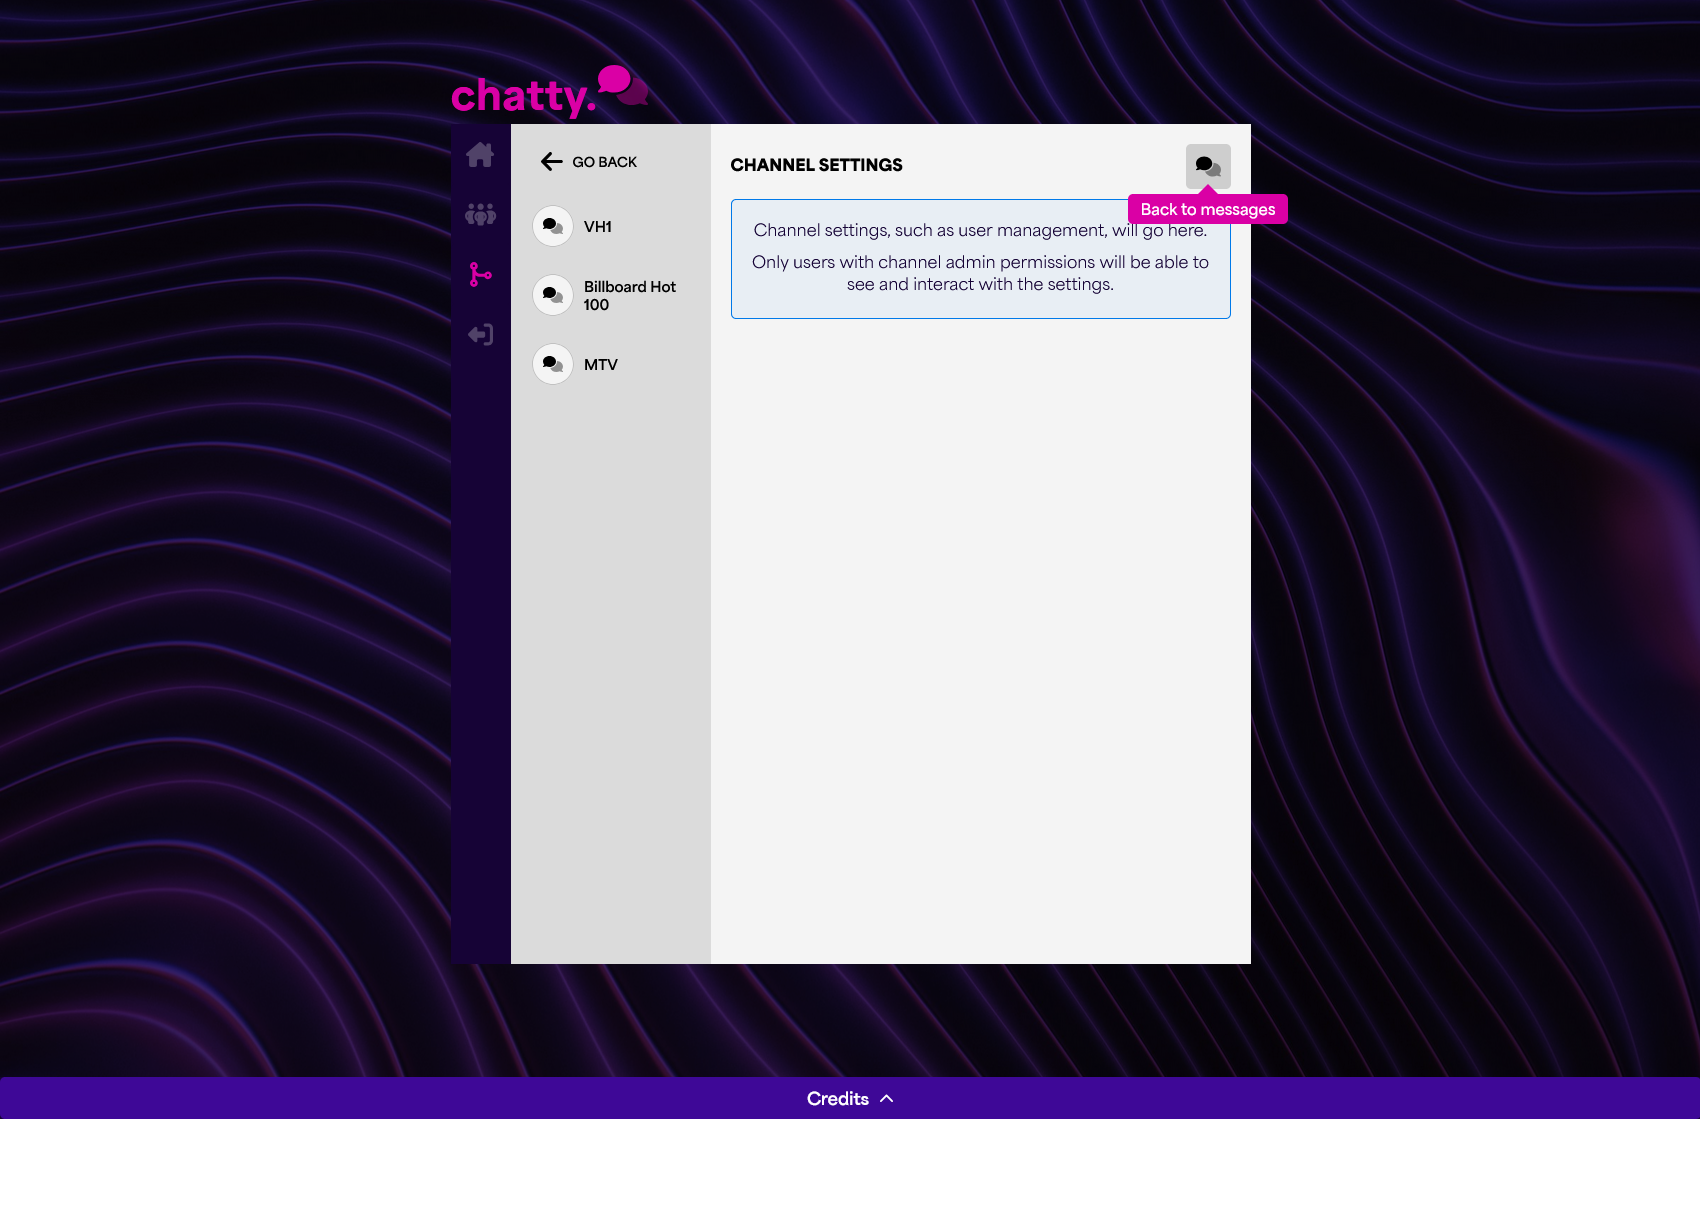 chatty.
GO BACK
VH1
Billboard Hot
100
MTV
CHANNEL SETTINGS
Back to messages
Channel settings, such as user management, will go here.
Only users with channel admin permissions will be able to
see and interact with the settings.
Credits